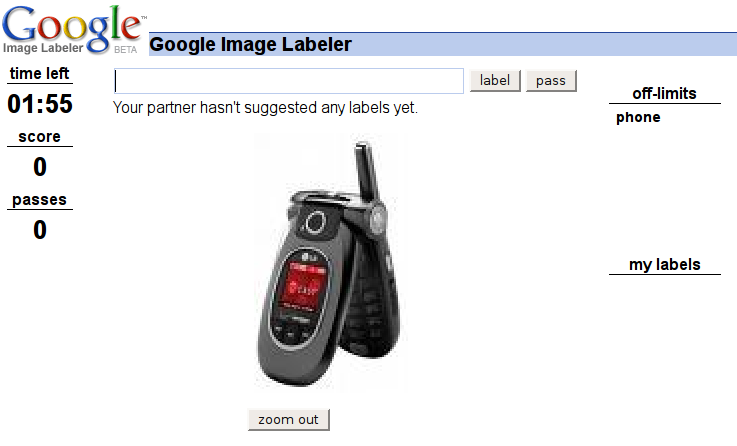 Google™
Image Labeler BETA
Google Image Labeler
time left
01:55
score
0
passes
0
label
pass
Your partner hasn't suggested any labels yet.
LG
zoom out
off-limits
phone
my labels